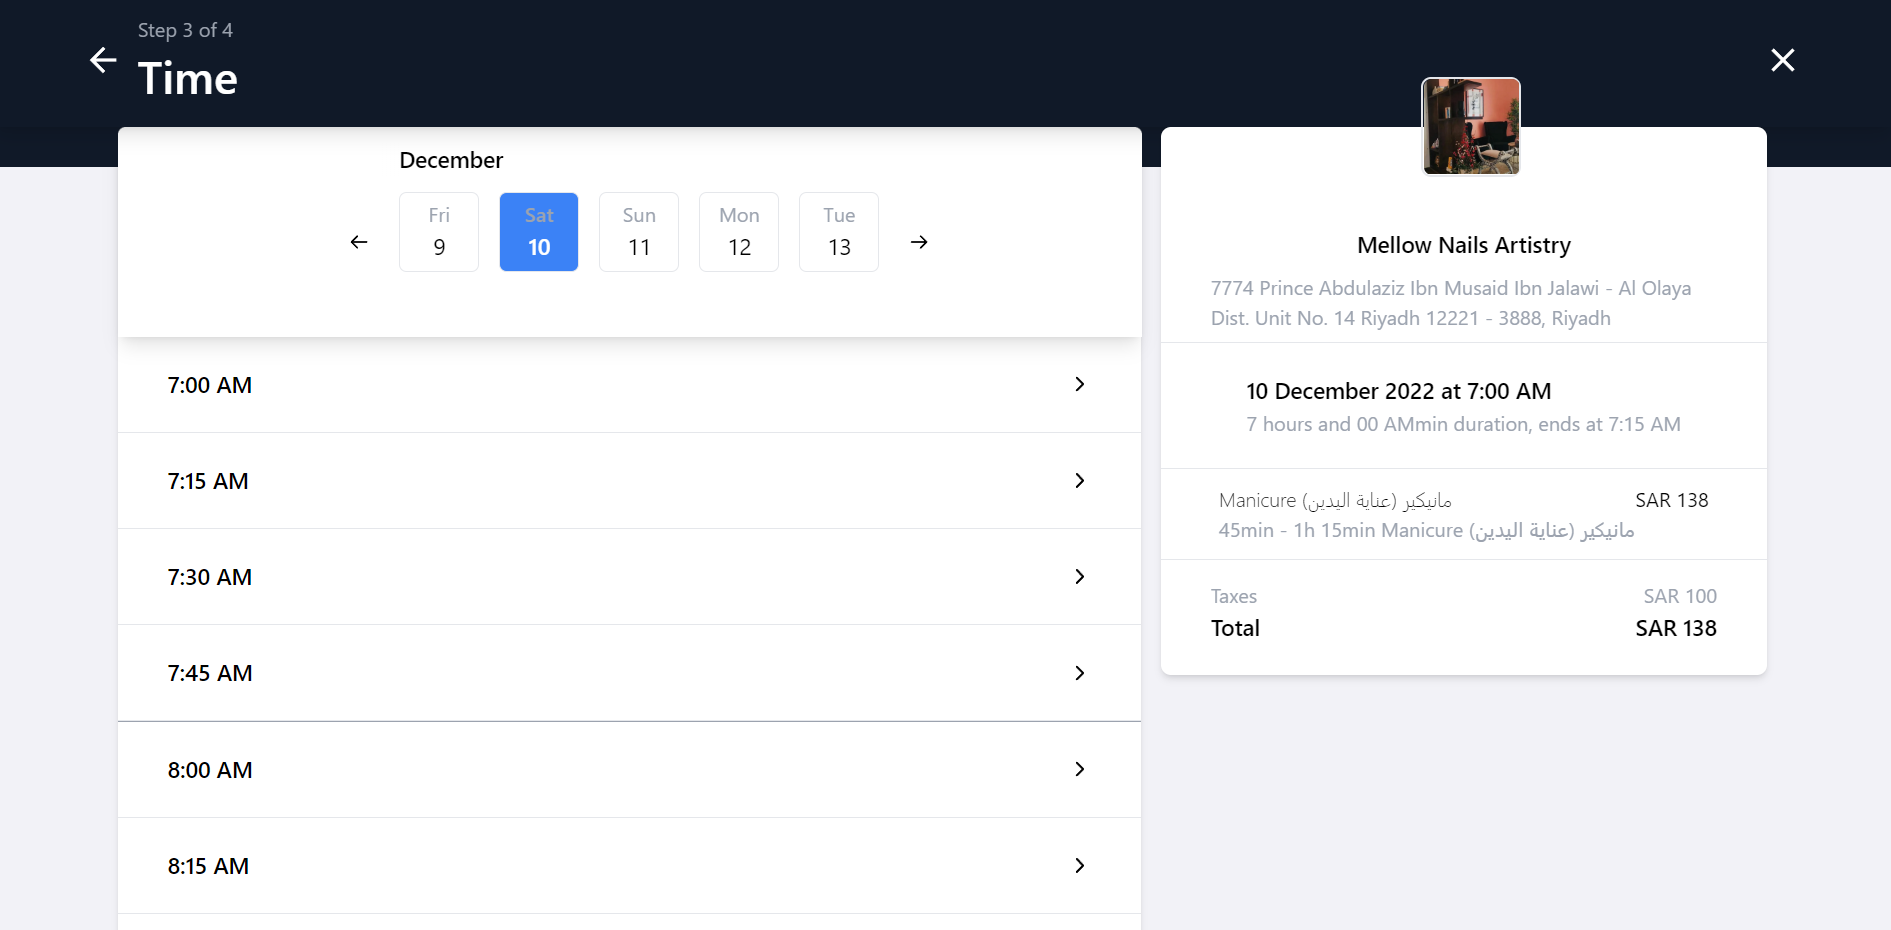 Step 3 of 4
Time
December
Fri
9
Sat
10
Sun
11
Mon
12
Tue
13
7:00 AM
7:15 AM
7:30 AM
7:45 AM
8:00 AM
8:15 AM
Mellow Nails Artistry
7774 Prince Abdulaziz Ibn Musaid Ibn Jalawi - Al Olaya
Dist. Unit No. 14 Riyadh 12221 - 3888, Riyadh
10 December 2022 at 7:00 AM
7 hours and 00 AMmin duration, ends at 7:15 AM
Manicure مانيكير (عناية اليدين) SAR 138
45min - 1h 15min Manicure مانيكير (عناية اليدين)
Taxes SAR 100
Total SAR 138